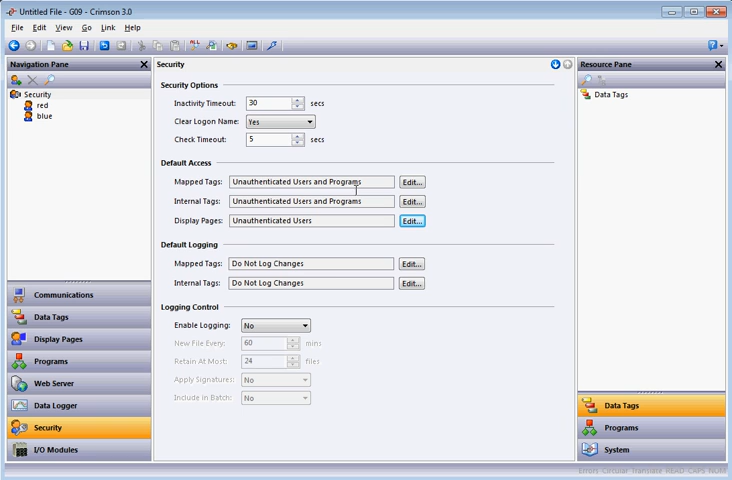 Untitled File - G09 - Crimson 3.0
File Edit View Go Link Help
Navigation Pane
Security
red
blue
Communications
Data Tags
Display Pages
Programs
Web Server
Data Logger
Security
I/O Modules
Security
Security Options
Inactivity Timeout: 30 secs
Clear Logon Name: Yes
Check Timeout: 5 secs
Default Access
Mapped Tags: Unauthenticated Users and Programs Edit...
Internal Tags: Unauthenticated Users and Programs Edit...
Display Pages: Unauthenticated Users Edit...
Default Logging
Mapped Tags: Do Not Log Changes Edit...
Internal Tags: Do Not Log Changes Edit...
Logging Control
Enable Logging: No
New File Every: 60 mins
Retain At Most: 24 files
Apply Signatures: No
Include In Batch: No
Resource Pane
Data Tags
Data Tags
Programs
System
Errors Circular Translate READ CAPS NUM